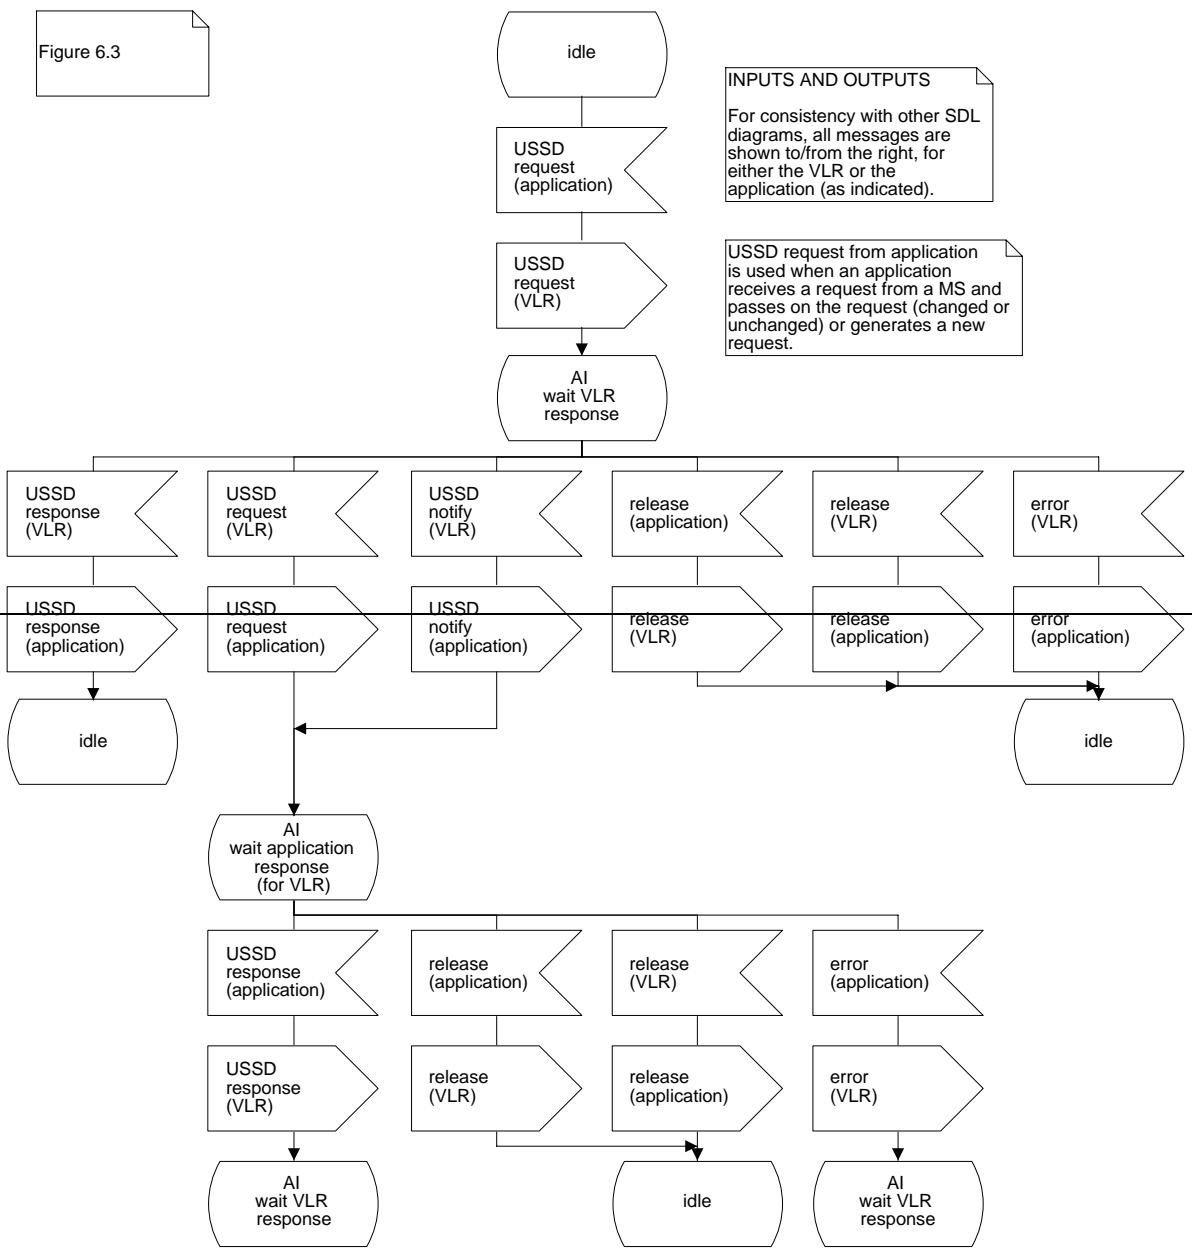 Figure 6.3
idle
INPUTS AND OUTPUTS
For consistency with other SDL
diagrams, all messages are
shown to/from the right, for
either the VLR or the
application (as indicated).
USSD
request
(application)
USSD
request
(VLR)
USSD request from application
is used when an application
receives a request from a MS and
passes on the request (changed or
unchanged) or generates a new
request.
AI
wait VLR
response
USSD
response
(VLR)
USSD
request
(VLR)
USSD
notify
(VLR)
release
(application)
release
(VLR)
error
(VLR)
USSD
response
(application)
USSD
request
(application)
USSD
notify
(application)
release
(VLR)
release
(application)
error
(application)
idle
idle
AI
wait application
response
(for VLR)
USSD
response
(application)
release
(application)
release
(VLR)
error
(application)
USSD
response
(VLR)
release
(VLR)
release
(application)
error
(VLR)
AI
wait VLR
response
idle
AI
wait VLR
response